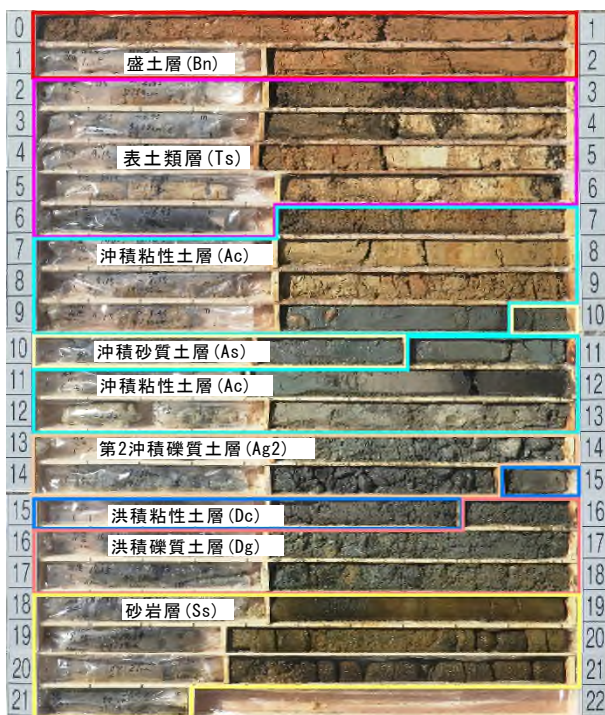 0 1
1 盛土層(Bn) 2
2 3
3 4
4 表土類層(Ts) 5
5 6
6 7
7 沖積粘性土層(Ac) 8
8 9
9 10
10 沖積砂質土層(As) 11
11 沖積粘性土層(Ac) 12
12 13
13 第2沖積礫質土層(Ag2) 14
14 15
15 洪積粘性土層(Dc) 16
16 洪積礫質土層(Dg) 17
17 18
18 砂岩層(Ss) 19
19 20
20 21
21 22